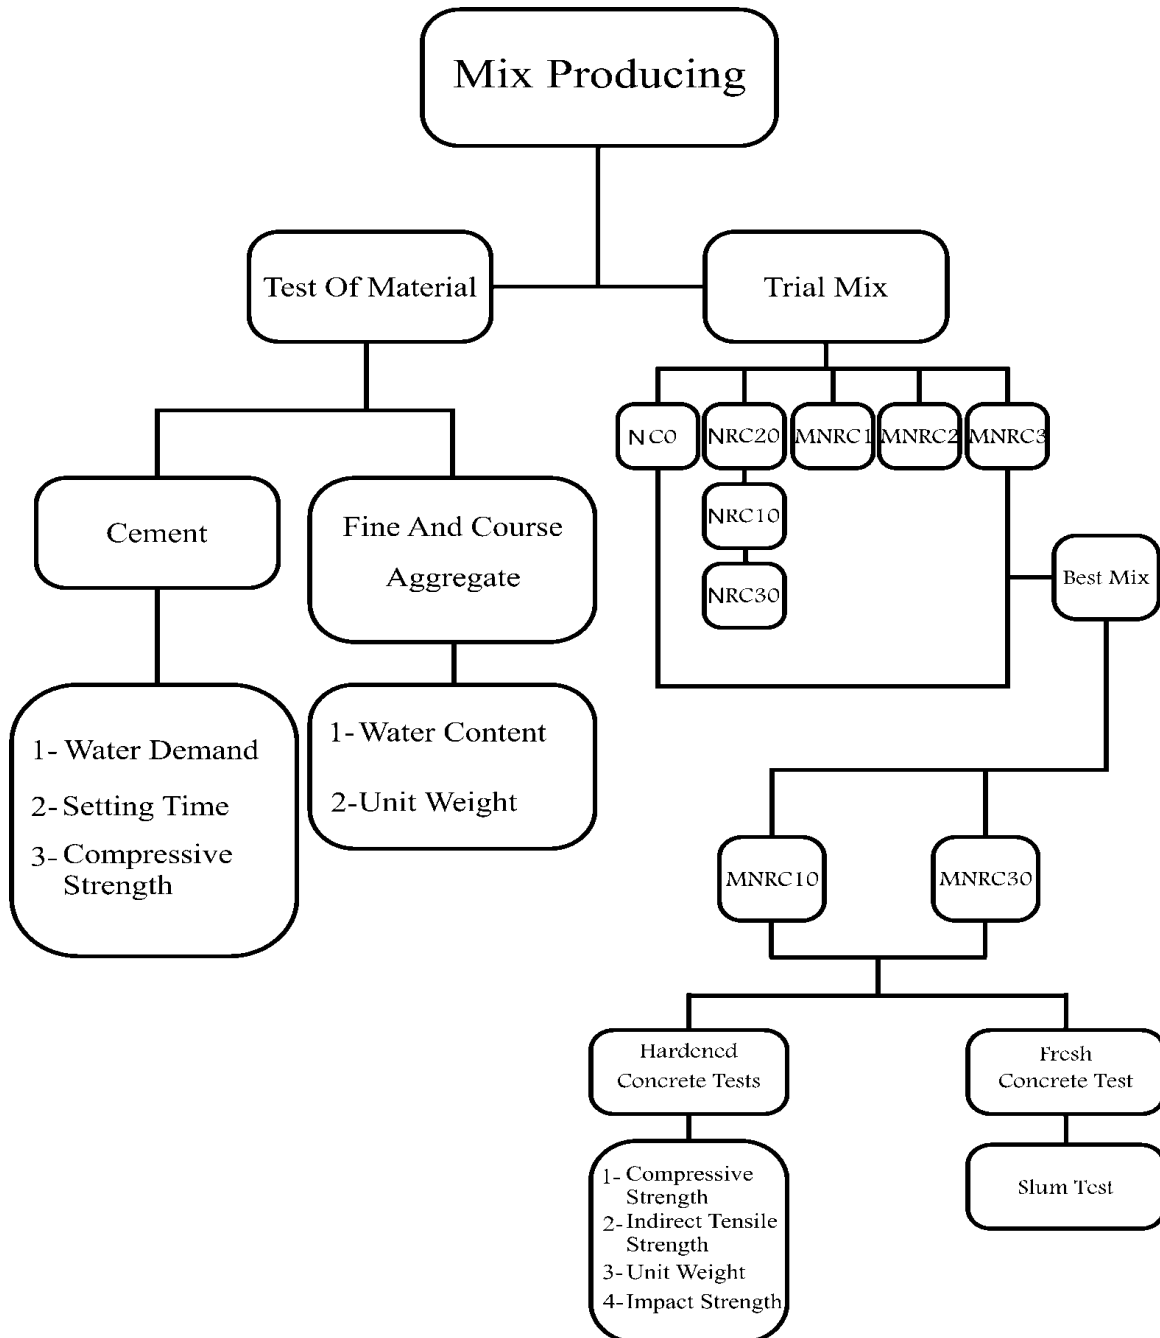 Mix Producing
Test Of Material
Trial Mix
NC0
NRC20
MNRC1
MNRC2
MNRC3
NRC10
NRC30
Best Mix
Cement
Fine And Course
Aggregate
1- Water Demand
2- Setting Time
3- Compressive
Strength
1- Water Content
2- Unit Weight
MNRC10
MNRC30
Hardened
Concrete Tests
Fresh
Concrete Test
1- Compressive
Strength
2- Indirect Tensile
Strength
3- Unit Weight
4- Impact Strength
Slum Test